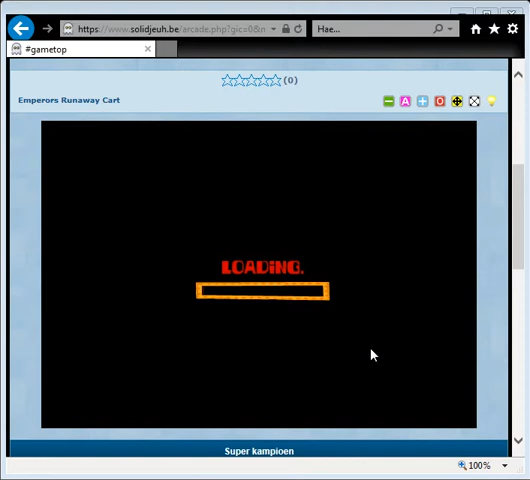 https://www.solidjeuh.be/arcade.php?gic=0&n
Hae...
#gametop
(0)
Emperors Runaway Cart
A
O
LOADING.
Super kampioen
100%